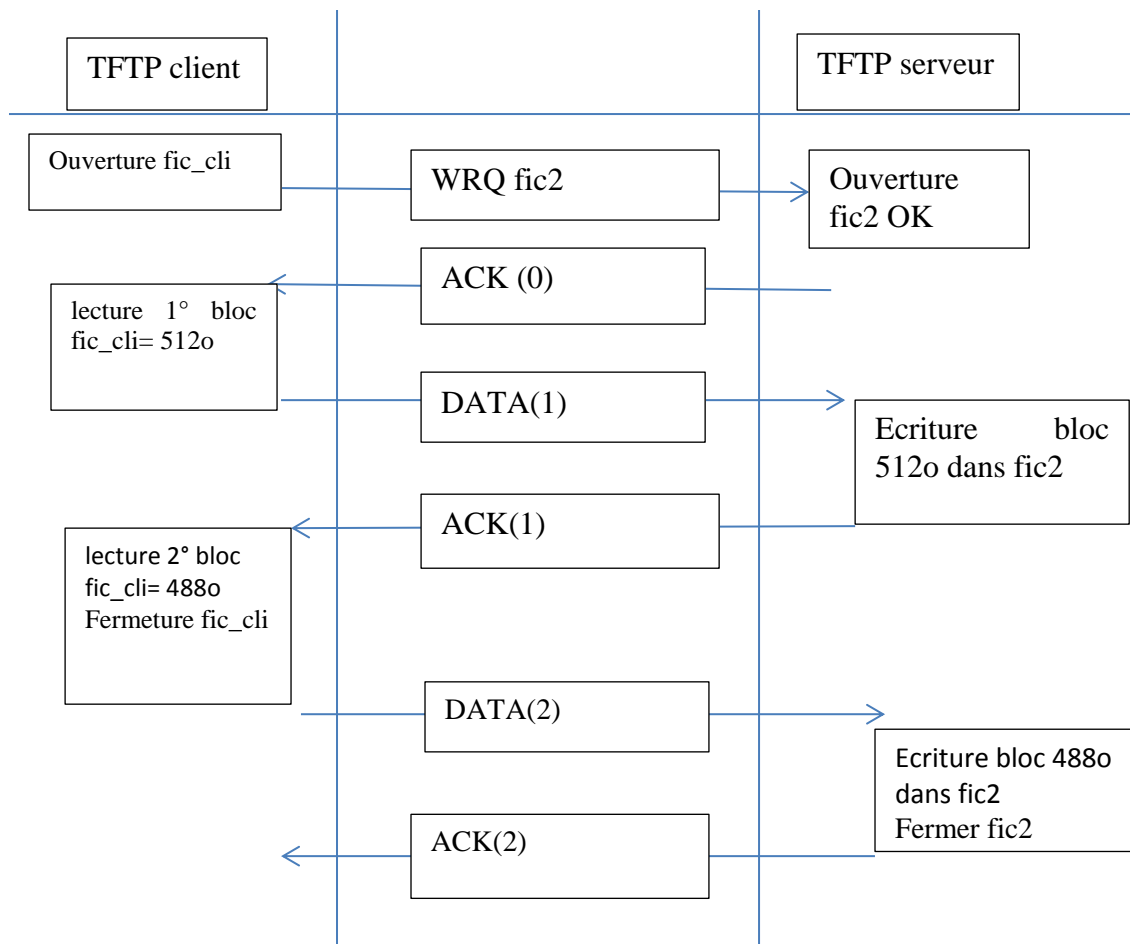 TFTP client
TFTP serveur
Ouverture fic_cli
WRQ fic2
Ouverture
fic2 OK
ACK (0)
lecture 1° bloc
fic_cli= 512o
DATA(1)
Ecriture bloc
512o dans fic2
ACK(1)
lecture 2° bloc
fic_cli= 488o
Fermeture fic_cli
DATA(2)
Ecriture bloc 488o
dans fic2
Fermer fic2
ACK(2)